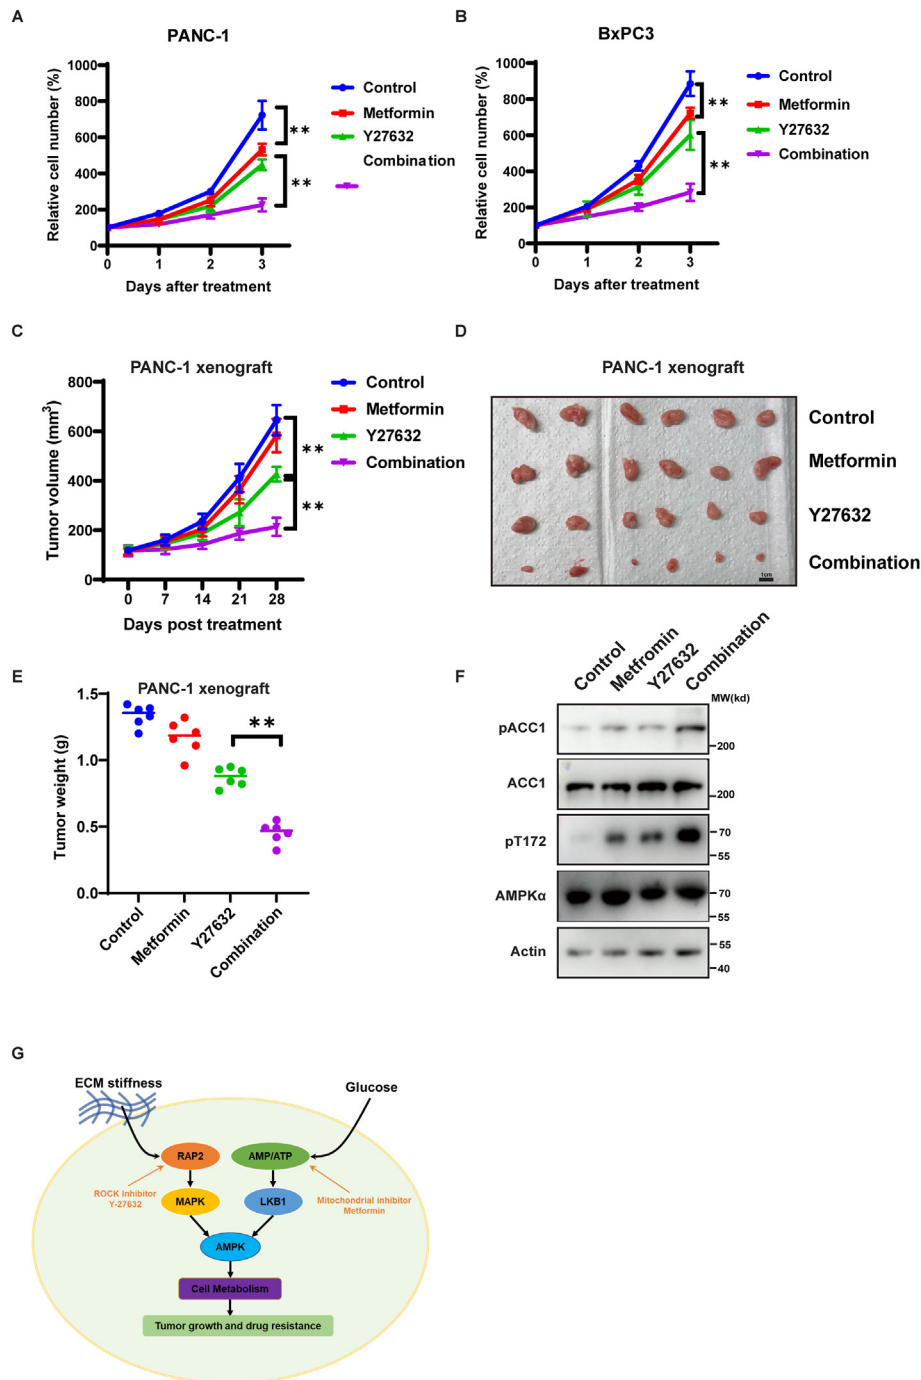 A
PANC-1
Relative cell number (%)
1000
800
600
400
200
0
0 1 2 3
Days after treatment
Control
Metformin
Y27632
Combination
**
**
B
BxPC3
Relative cell number (%)
1000
800
600
400
200
0
0 1 2 3
Days after treatment
Control
Metformin
Y27632
Combination
**
**
C
PANC-1 xenograft
Tumor volume (mm³)
800
600
400
200
0
0 7 14 21 28
Days post treatment
Control
Metformin
Y27632
Combination
**
**
D
PANC-1 xenograft
Control
Metformin
Y27632
Combination
1cm
E
PANC-1 xenograft
Tumor weight (g)
1.5
1.0
0.5
0.0
**
Control
Metformin
Y27632
Combination
F
Control
Metfromin
Y27632
Combination
MW(kd)
pACC1
200
ACC1
200
pT172
70
55
AMPKα
70
55
Actin
55
40
G
ECM stiffness
Glucose
RAP2
AMP/ATP
ROCK Inhibitor
Y-27632
MAPK
LKB1
Mitochondrial inhibitor
Metformin
AMPK
Cell Metabolism
Tumor growth and drug resistance